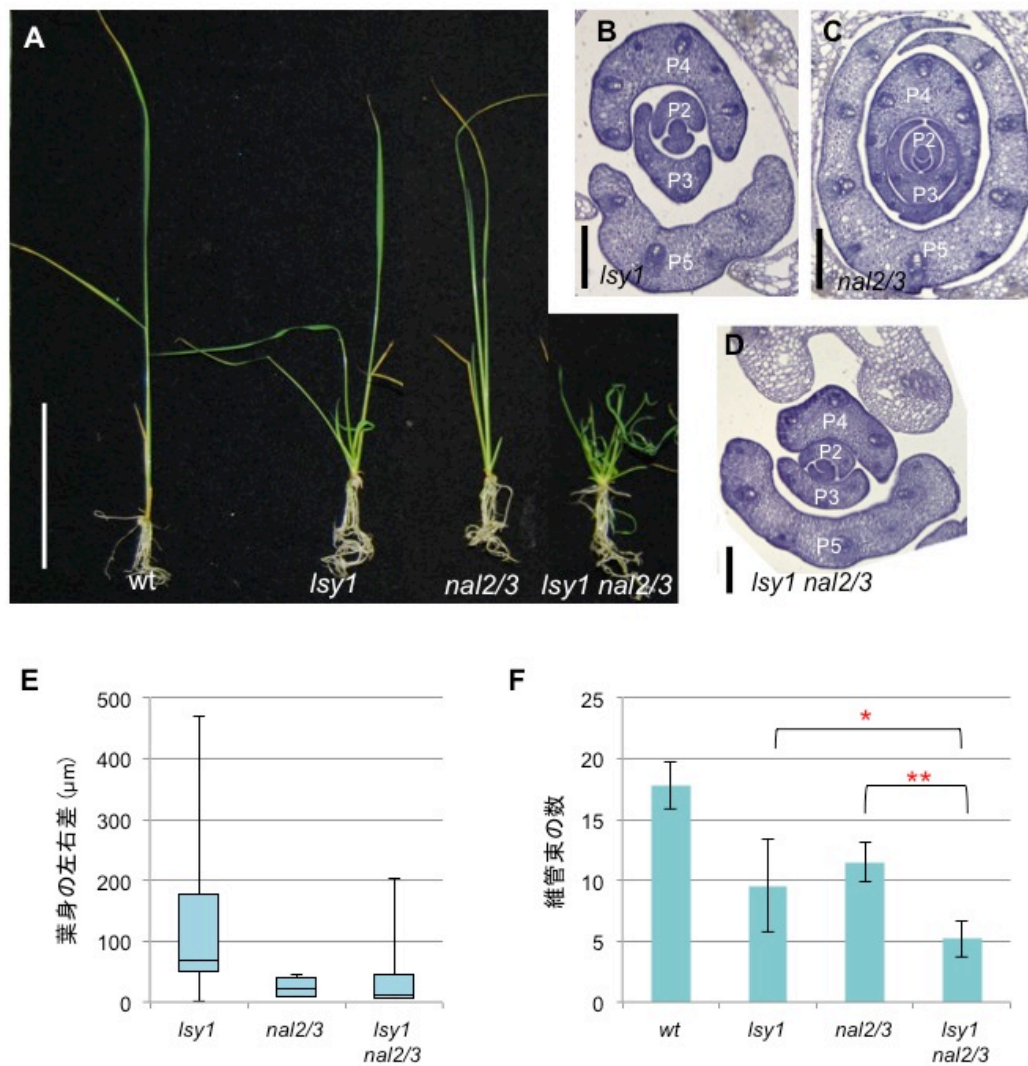 A
wt
lsy1
nal2/3
lsy1 nal2/3
B
P4
P2
P3
P5
lsy1
C
P4
P2
P3
P5
nal2/3
D
P4
P2
P3
P5
lsy1 nal2/3
E
葉身の左右差 (μm)
500
400
300
200
100
0
lsy1
nal2/3
lsy1
nal2/3
F
維管束の数
25
20
15
10
5
0
*
**
wt
lsy1
nal2/3
lsy1
nal2/3